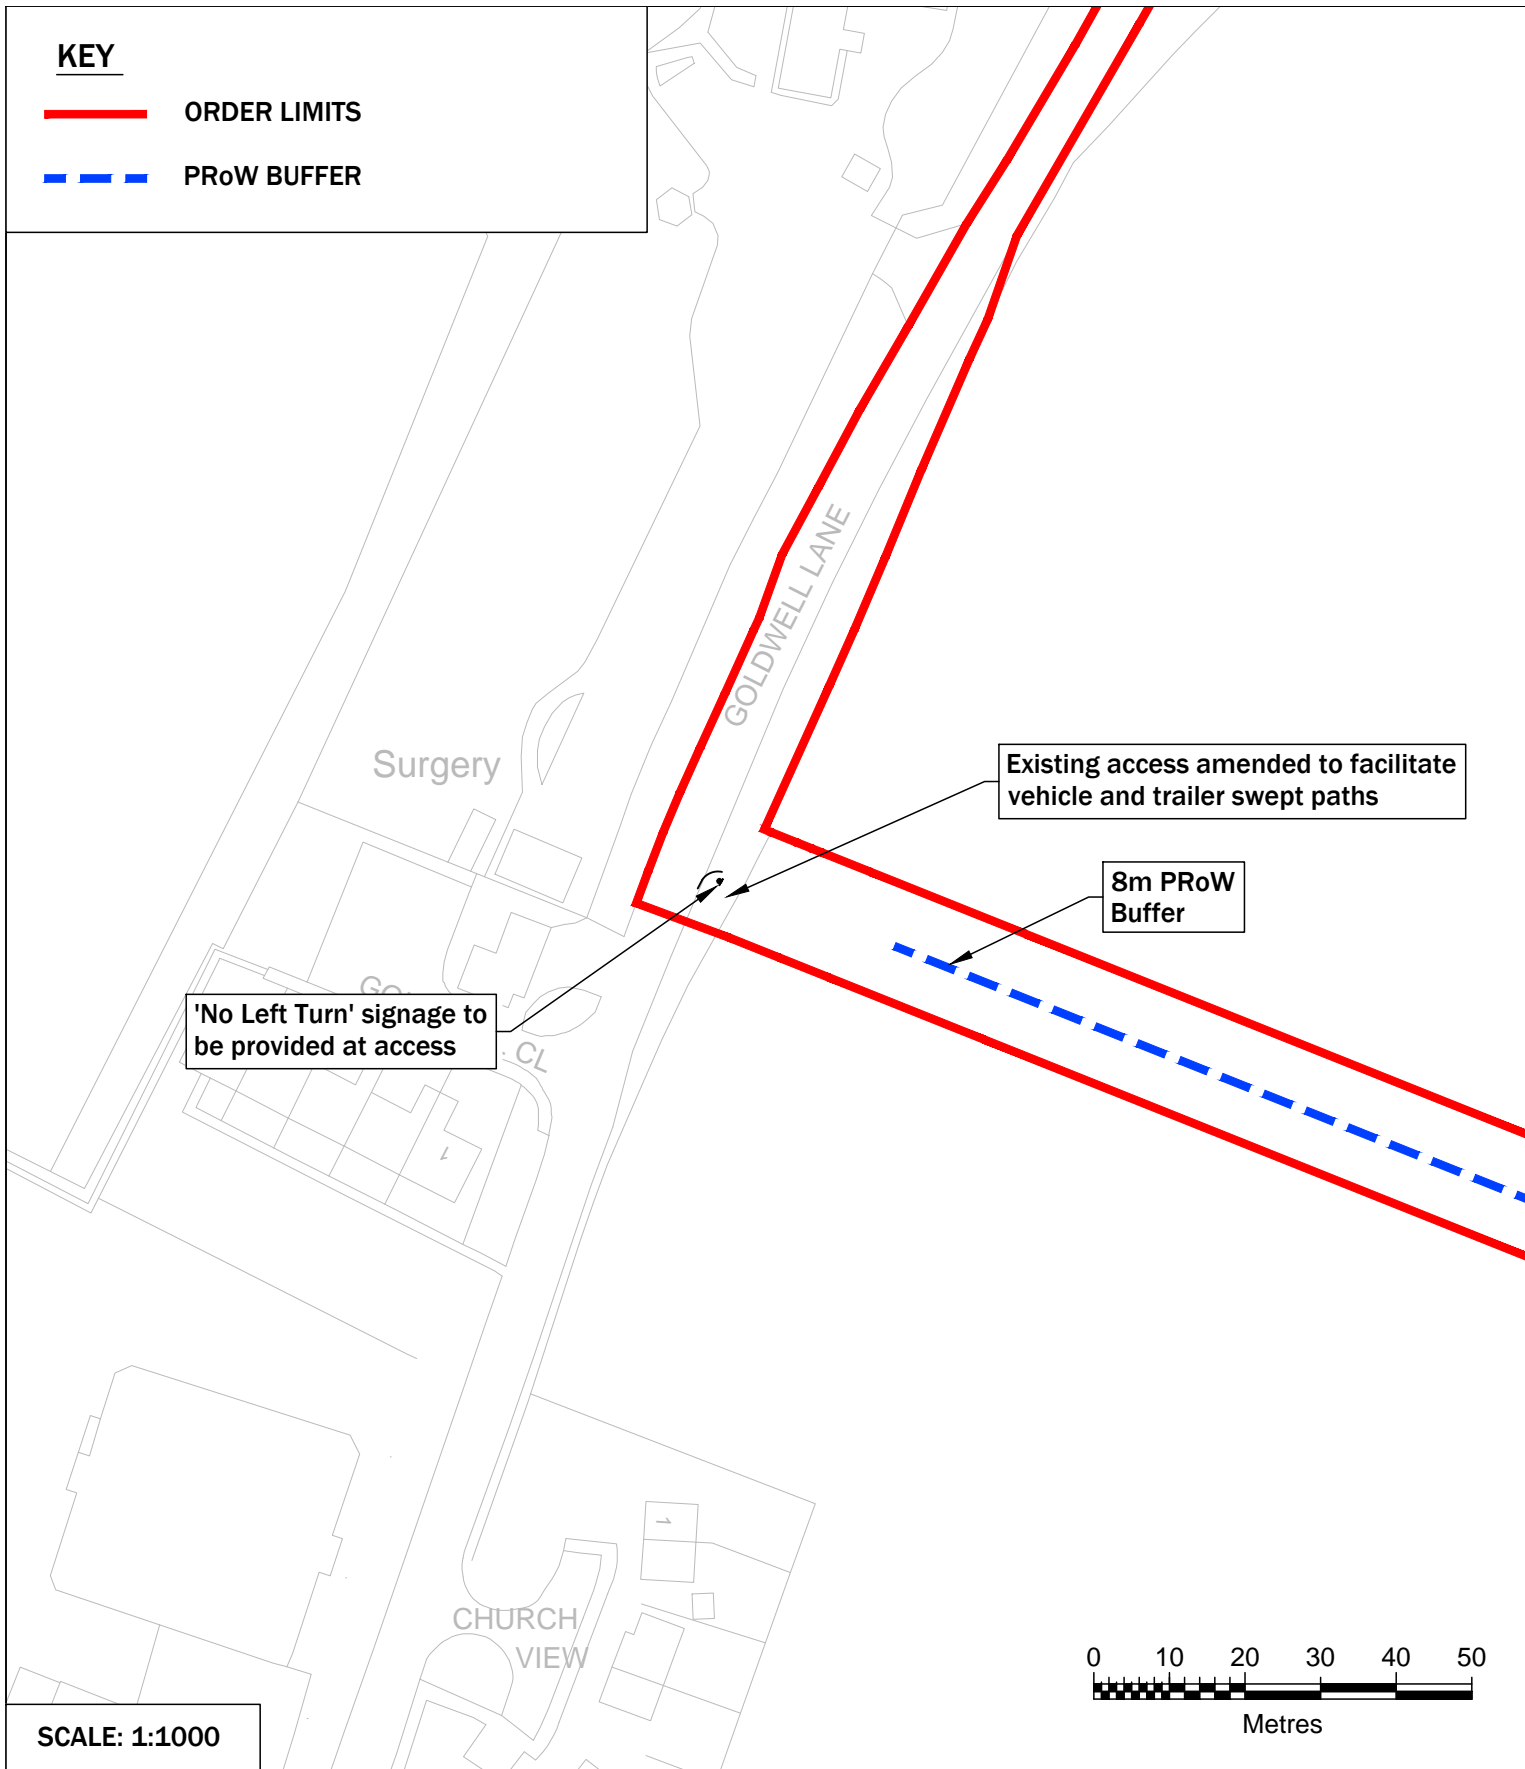 KEY
ORDER LIMITS
PRoW BUFFER
GOLDWELL LANE
Surgery
Existing access amended to facilitate
vehicle and trailer swept paths
8m PRoW
Buffer
'No Left Turn' signage to
be provided at access
CL
1
1
CHURCH
VIEW
0 10 20 30 40 50
Metres
SCALE: 1:1000